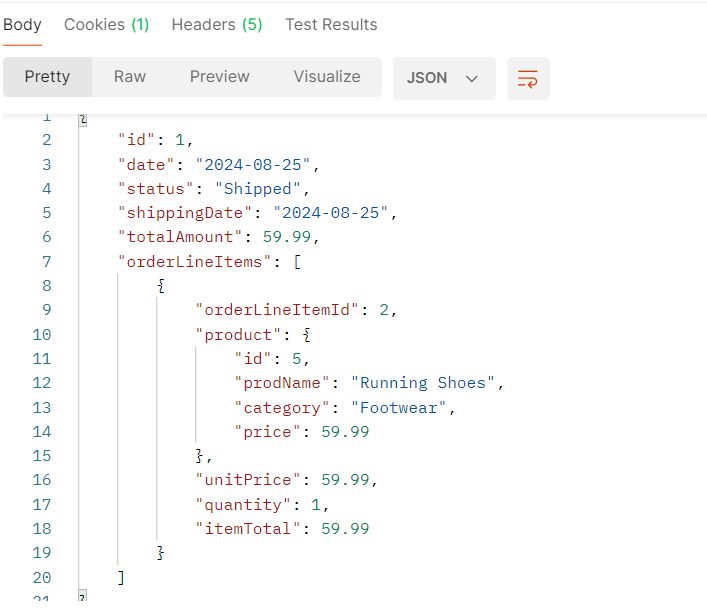 Body Cookies (1) Headers (5) Test Results
Pretty Raw Preview Visualize JSON
1 {
2 "id": 1,
3 "date": "2024-08-25",
4 "status": "Shipped",
5 "shippingDate": "2024-08-25",
6 "totalAmount": 59.99,
7 "orderLineItems": [
8 {
9 "orderLineItemId": 2,
10 "product": {
11 "id": 5,
12 "prodName": "Running Shoes",
13 "category": "Footwear",
14 "price": 59.99
15 },
16 "unitPrice": 59.99,
17 "quantity": 1,
18 "itemTotal": 59.99
19 }
20 ]
21 }